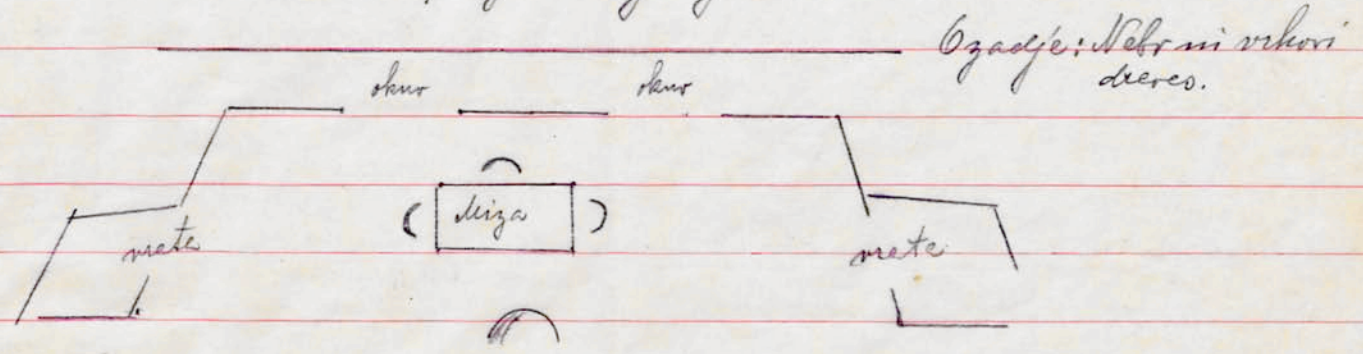 Ozadje: Nebo in vrhovi
dreves.
okno okno
Miza
vrata vrata